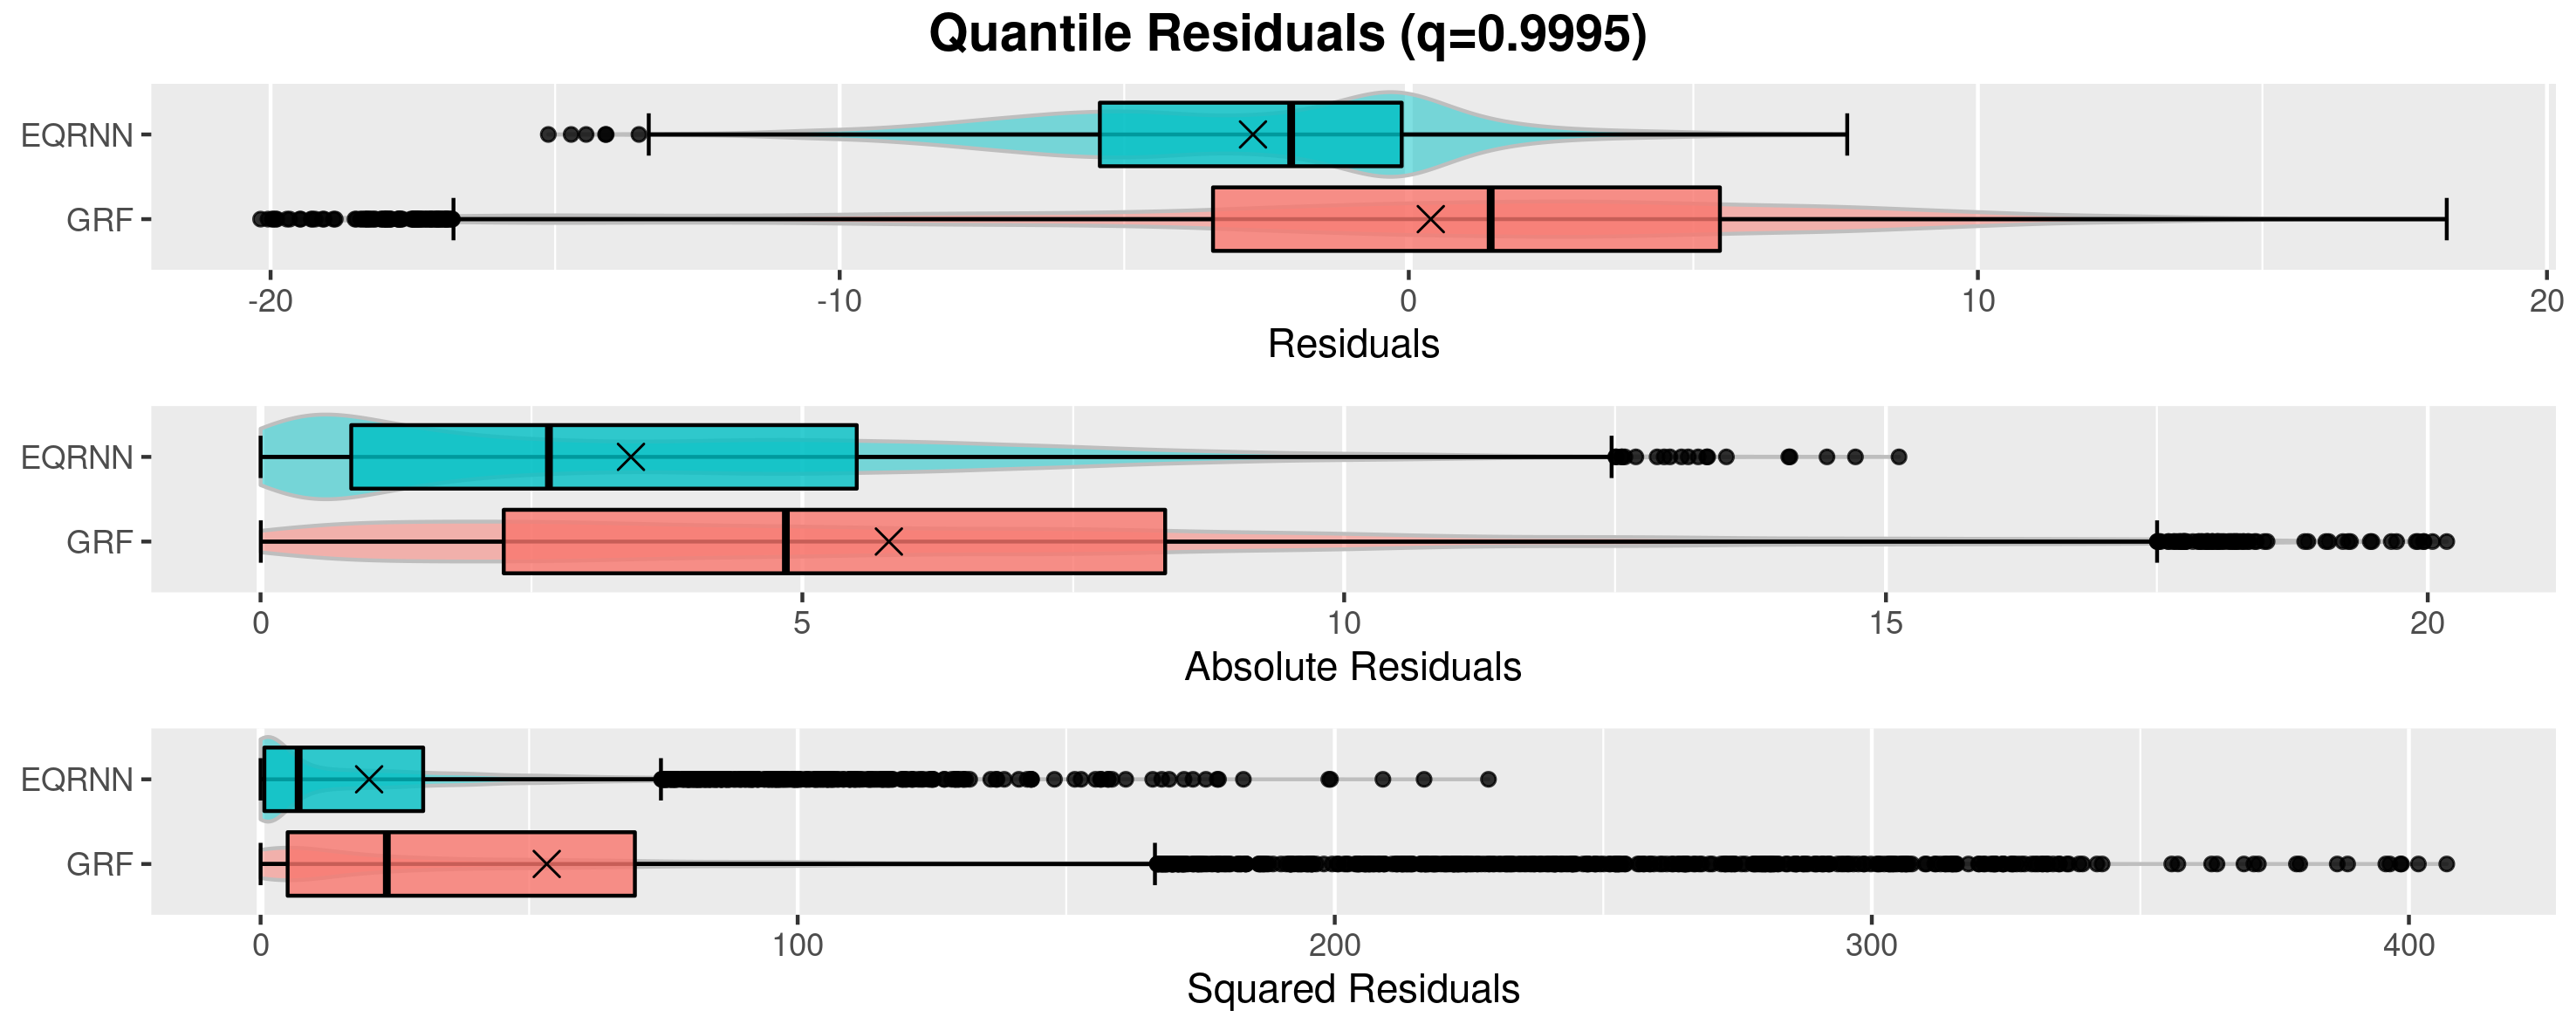 Quantile Residuals (q=0.9995)
EQRNN
GRF
-20 -10 0 10 20
Residuals
EQRNN
GRF
0 5 10 15 20
Absolute Residuals
EQRNN
GRF
0 100 200 300 400
Squared Residuals